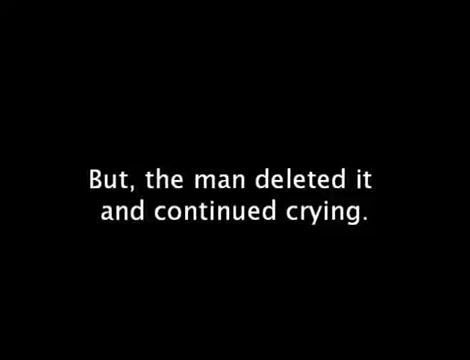 But, the man deleted it
and continued crying.